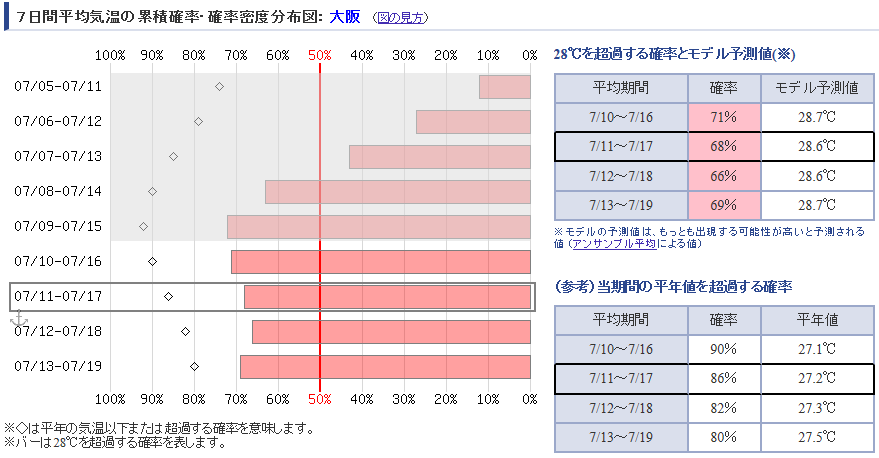 7日間平均気温の累積確率・確率密度分布図: 大阪 (図の見方)
100% 90% 80% 70% 60% 50% 40% 30% 20% 10% 0%
07/05-07/11
07/06-07/12
07/07-07/13
07/08-07/14
07/09-07/15
07/10-07/16
07/11-07/17
07/12-07/18
07/13-07/19
100% 90% 80% 70% 60% 50% 40% 30% 20% 10% 0%
※◇は平年の気温以下または超過する確率を意味します。
※バーは28℃を超過する確率を表します。
28℃を超過する確率とモデル予測値(※)
平均期間 確率 モデル予測値
7/10～7/16 71% 28.7℃
7/11～7/17 68% 28.6℃
7/12～7/18 66% 28.6℃
7/13～7/19 69% 28.7℃
※モデルの予測値は、もっとも出現する可能性が高いと予測される
値（アンサンブル平均による値）
（参考）当期間の平年値を超過する確率
平均期間 確率 平年値
7/10～7/16 90% 27.1℃
7/11～7/17 86% 27.2℃
7/12～7/18 82% 27.3℃
7/13～7/19 80% 27.5℃